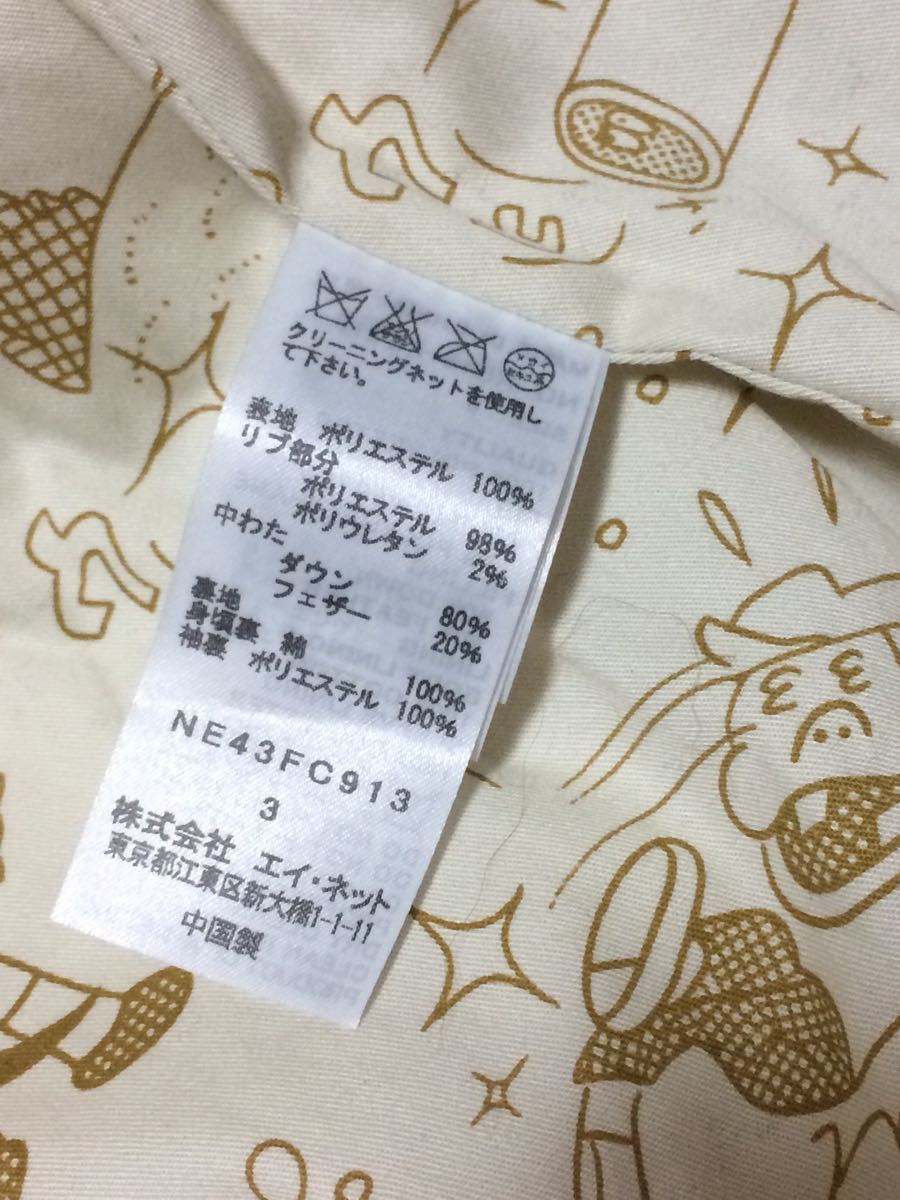 クリーニングネットを使用し
て下さい。
表地 ポリエステル 100%
リブ部分
ポリエステル 98%
ポリウレタン 2%
中わた
ダウン 80%
フェザー 20%
裏地
身頃裏 綿 100%
袖裏 ポリエステル 100%
NE43FC913
3
株式会社 エイ・ネット
東京都江東区新大橋1-1-11
中国製